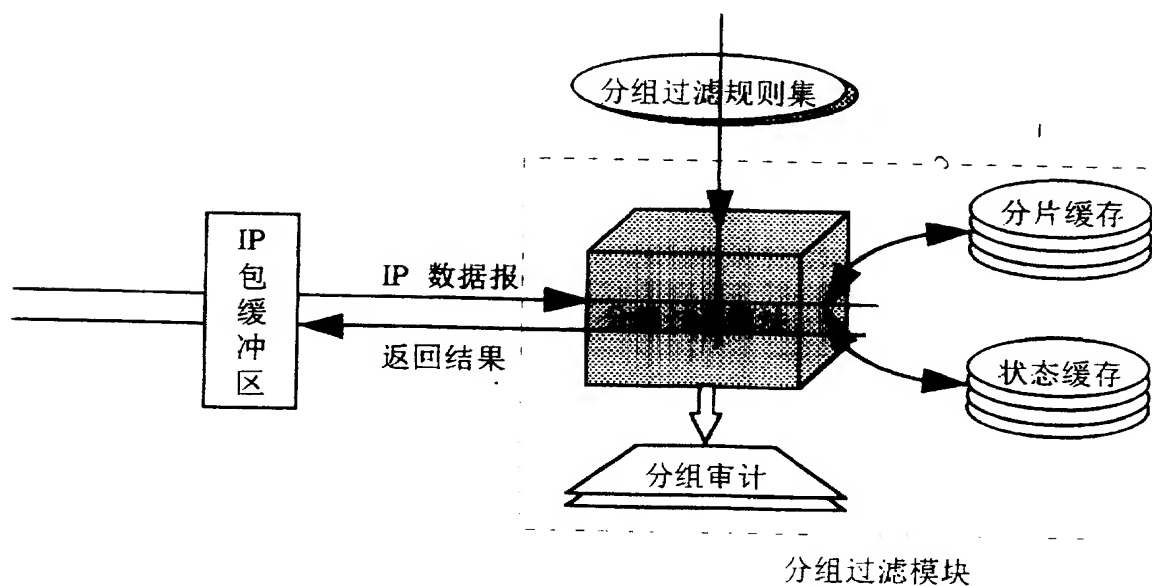 分组过滤规则集
分片缓存
IP
包
缓
冲
区
IP 数据报
返回结果
状态缓存
分组审计
分组过滤模块